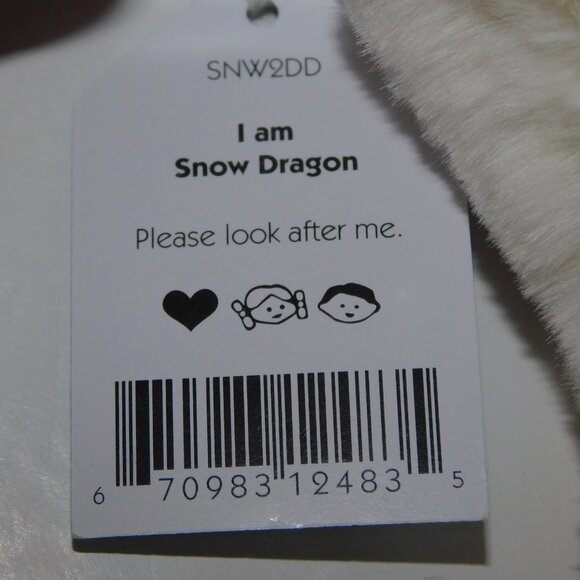 SNW2DD
I am
Snow Dragon
Please look after me.
6 70983 12483 5